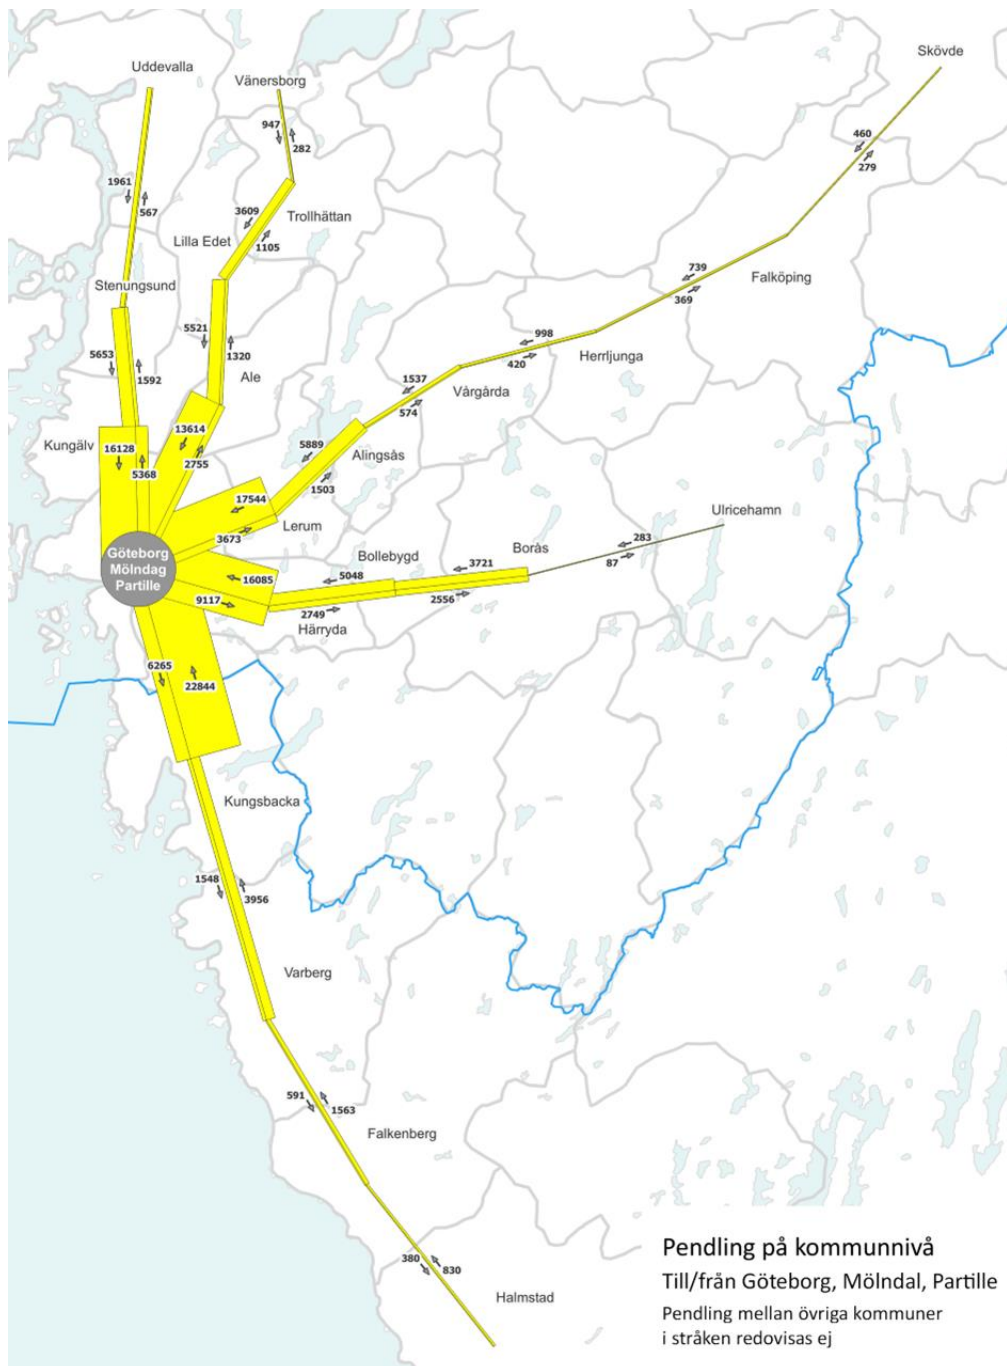 Uddevalla
Vänersborg
Skövde
947
282
460
279
1961
567
3609
1105
Trollhättan
Lilla Edet
Stenungsund
739
369
Falköping
5521
1320
998
420
Herrljunga
5653
1592
Ale
1537
574
Vårgårda
13614
2755
Kungälv
16128
5368
5889
1503
Alingsås
17544
3673
Lerum
Ulricehamn
283
87
Göteborg
Mölndag
Partille
Bollebygd
Borås
16085
9117
5048
2749
3721
2556
Härryda
6265
22844
Kungsbacka
1548
3956
Varberg
591
1563
Falkenberg
380
830
Halmstad
Pendling på kommunnivå
Till/från Göteborg, Mölndal, Partille
Pendling mellan övriga kommuner
i stråken redovisas ej